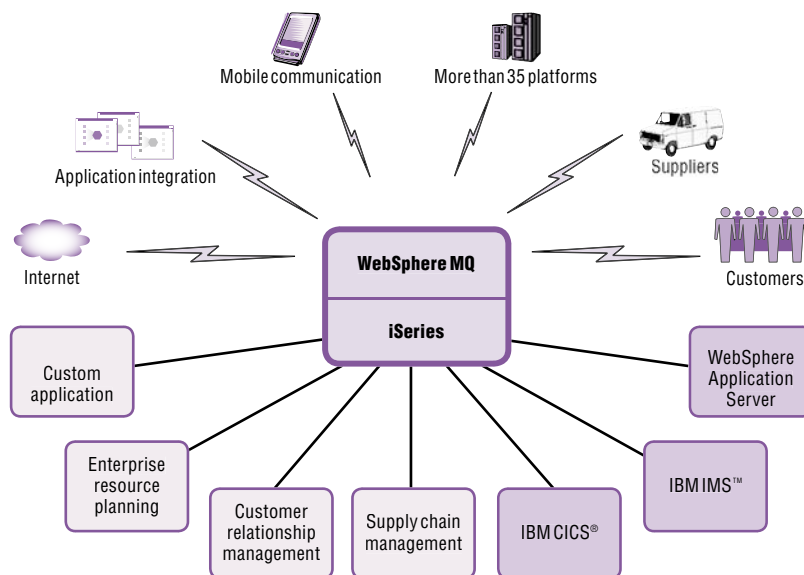 Mobile communication
More than 35 platforms
Application integration
Suppliers
Internet
Customers
WebSphere MQ
iSeries
Custom
application
WebSphere
Application
Server
Enterprise
resource
planning
IBM IMS™
Customer
relationship
management
Supply chain
management
IBM CICS®